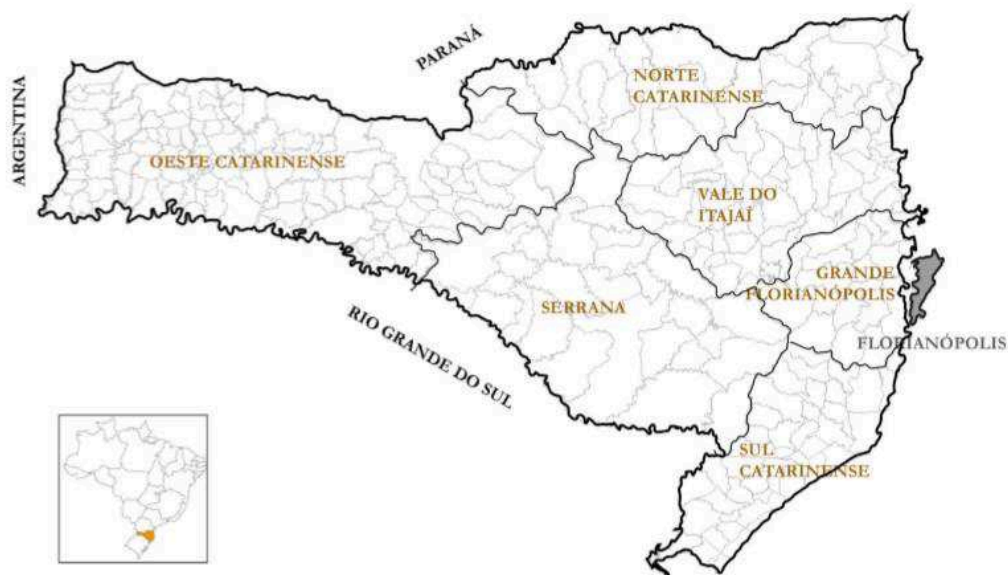 PARANÁ
ARGENTINA
NORTE
CATARINENSE
OESTE CATARINENSE
VALE DO
ITAJAÍ
GRANDE
FLORIANÓPOLIS
SERRANA
RIO GRANDE DO SUL
FLORIANÓPOLIS
SUL
CATARINENSE